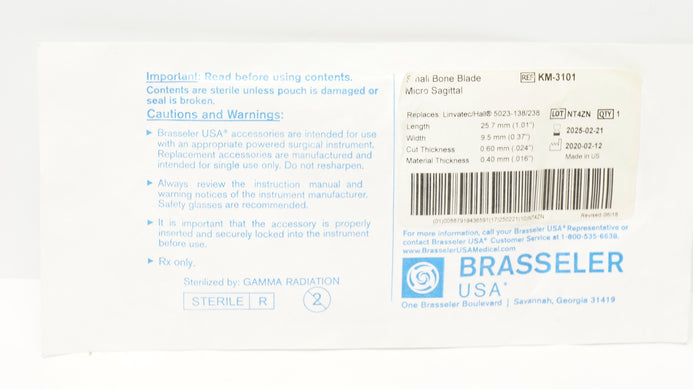 Important: Read before using contents.
Contents are sterile unless pouch is damaged or
seal is broken.
Cautions and Warnings:
▶ Brasseler USA® accessories are intended for use
with an appropriate powered surgical instrument.
Replacement accessories are manufactured and
intended for single use only. Do not resharpen.
▶ Always review the instruction manual and
warning notices of the instrument manufacturer.
Safety glasses are recommended.
▶ It is important that the accessory is properly
inserted and securely locked into the instrument
before use.
▶ Rx only.
Sterilized by: GAMMA RADIATION
STERILE R
2
Small Bone Blade REF KM-3101
Micro Sagittal
Replaces Linvatec/Hall® 5023-138/238 LOT NT4ZN QTY 1
Length 25.7 mm (1.01") 2025-02-21
Width 9.5 mm (0.37")
Cut Thickness 0.60 mm (.024") 2020-02-12
Material Thickness 0.40 mm (.016") Made in US
Revised 06/18
For more information, call your Brasseler USA® Representative or
contact Brasseler USA® Customer Service at 1-800-535-6638.
www.BrasselerUSAMedical.com
BRASSELER
USA®
One Brasseler Boulevard | Savannah, Georgia 31419